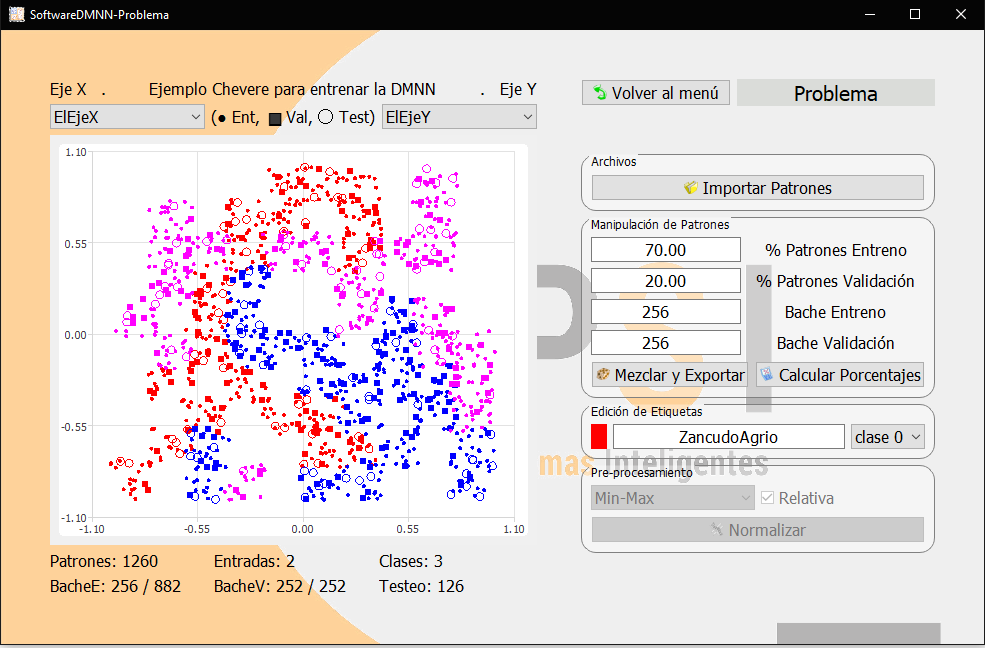 SoftwareDMNN-Problema
Eje X . Ejemplo Chevere para entrenar la DMNN . Eje Y
ElEjeX (● Ent, ■ Val, ○ Test) ElEjeY
1.10
0.55
0.00
-0.55
-1.10
-1.10 -0.55 0.00 0.55 1.10
Patrones: 1260 Entradas: 2 Clases: 3
BacheE: 256 / 882 BacheV: 252 / 252 Testeo: 126
Volver al menú Problema
Archivos
Importar Patrones
Manipulación de Patrones
70.00 % Patrones Entreno
20.00 % Patrones Validación
256 Bache Entreno
256 Bache Validación
Mezclar y Exportar Calcular Porcentajes
Edición de Etiquetas
ZancudoAgrio clase 0
mas Inteligentes
Pre-procesamiento
Min-Max Relativa
Normalizar